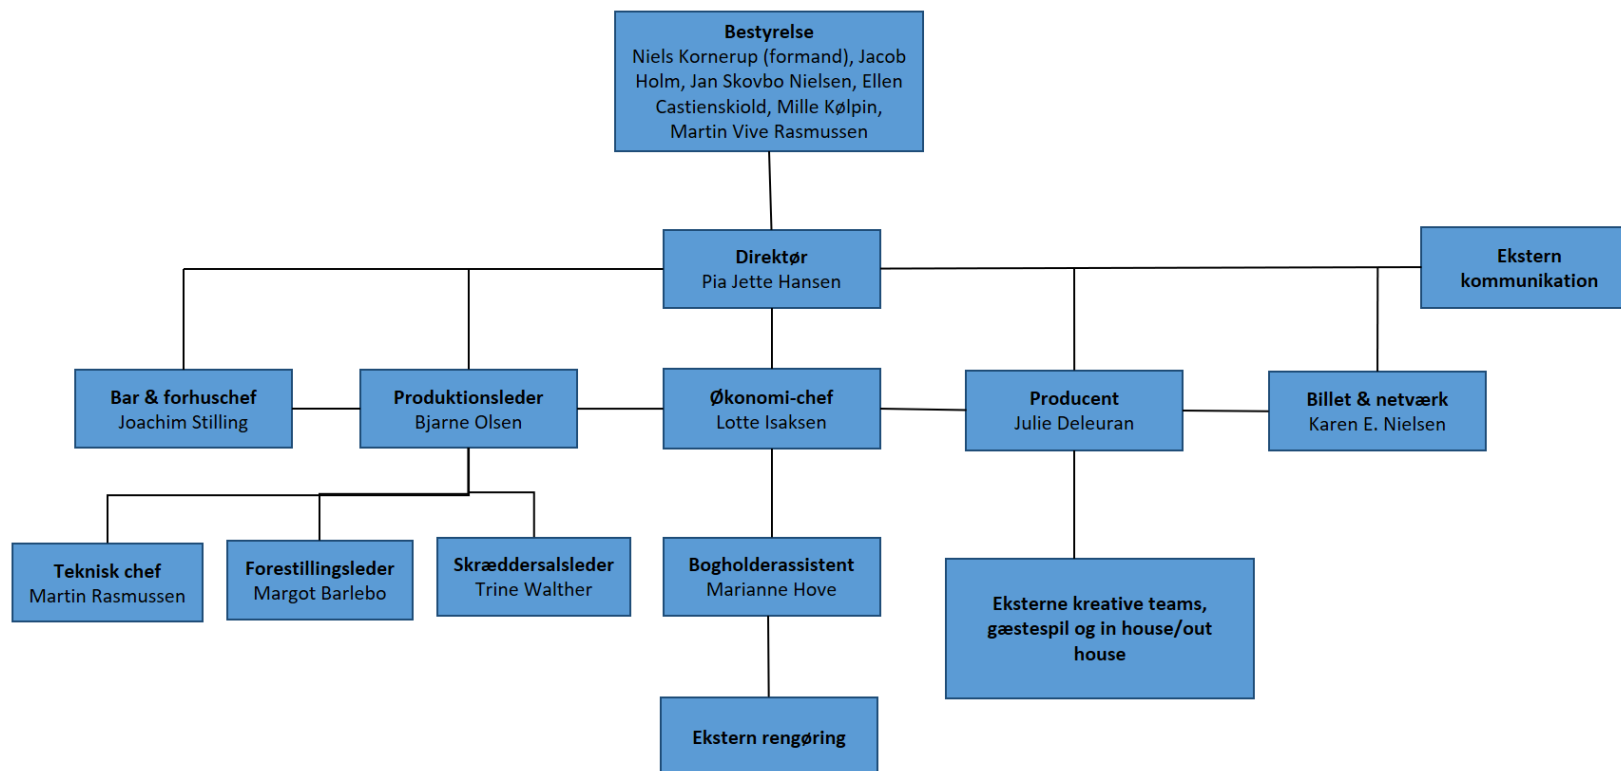 Bestyrelse
Niels Kornerup (formand), Jacob
Holm, Jan Skovbo Nielsen, Ellen
Castienskiold, Mille Kølpin,
Martin Vive Rasmussen
Direktør
Pia Jette Hansen
Ekstern
kommunikation
Bar & forhuschef
Joachim Stilling
Produktionsleder
Bjarne Olsen
Økonomi-chef
Lotte Isaksen
Producent
Julie Deleuran
Billet & netværk
Karen E. Nielsen
Teknisk chef
Martin Rasmussen
Forestillingsleder
Margot Barlebo
Skræddersalsleder
Trine Walther
Bogholderassistent
Marianne Hove
Eksterne kreative teams,
gæstespil og in house/out
house
Ekstern rengøring